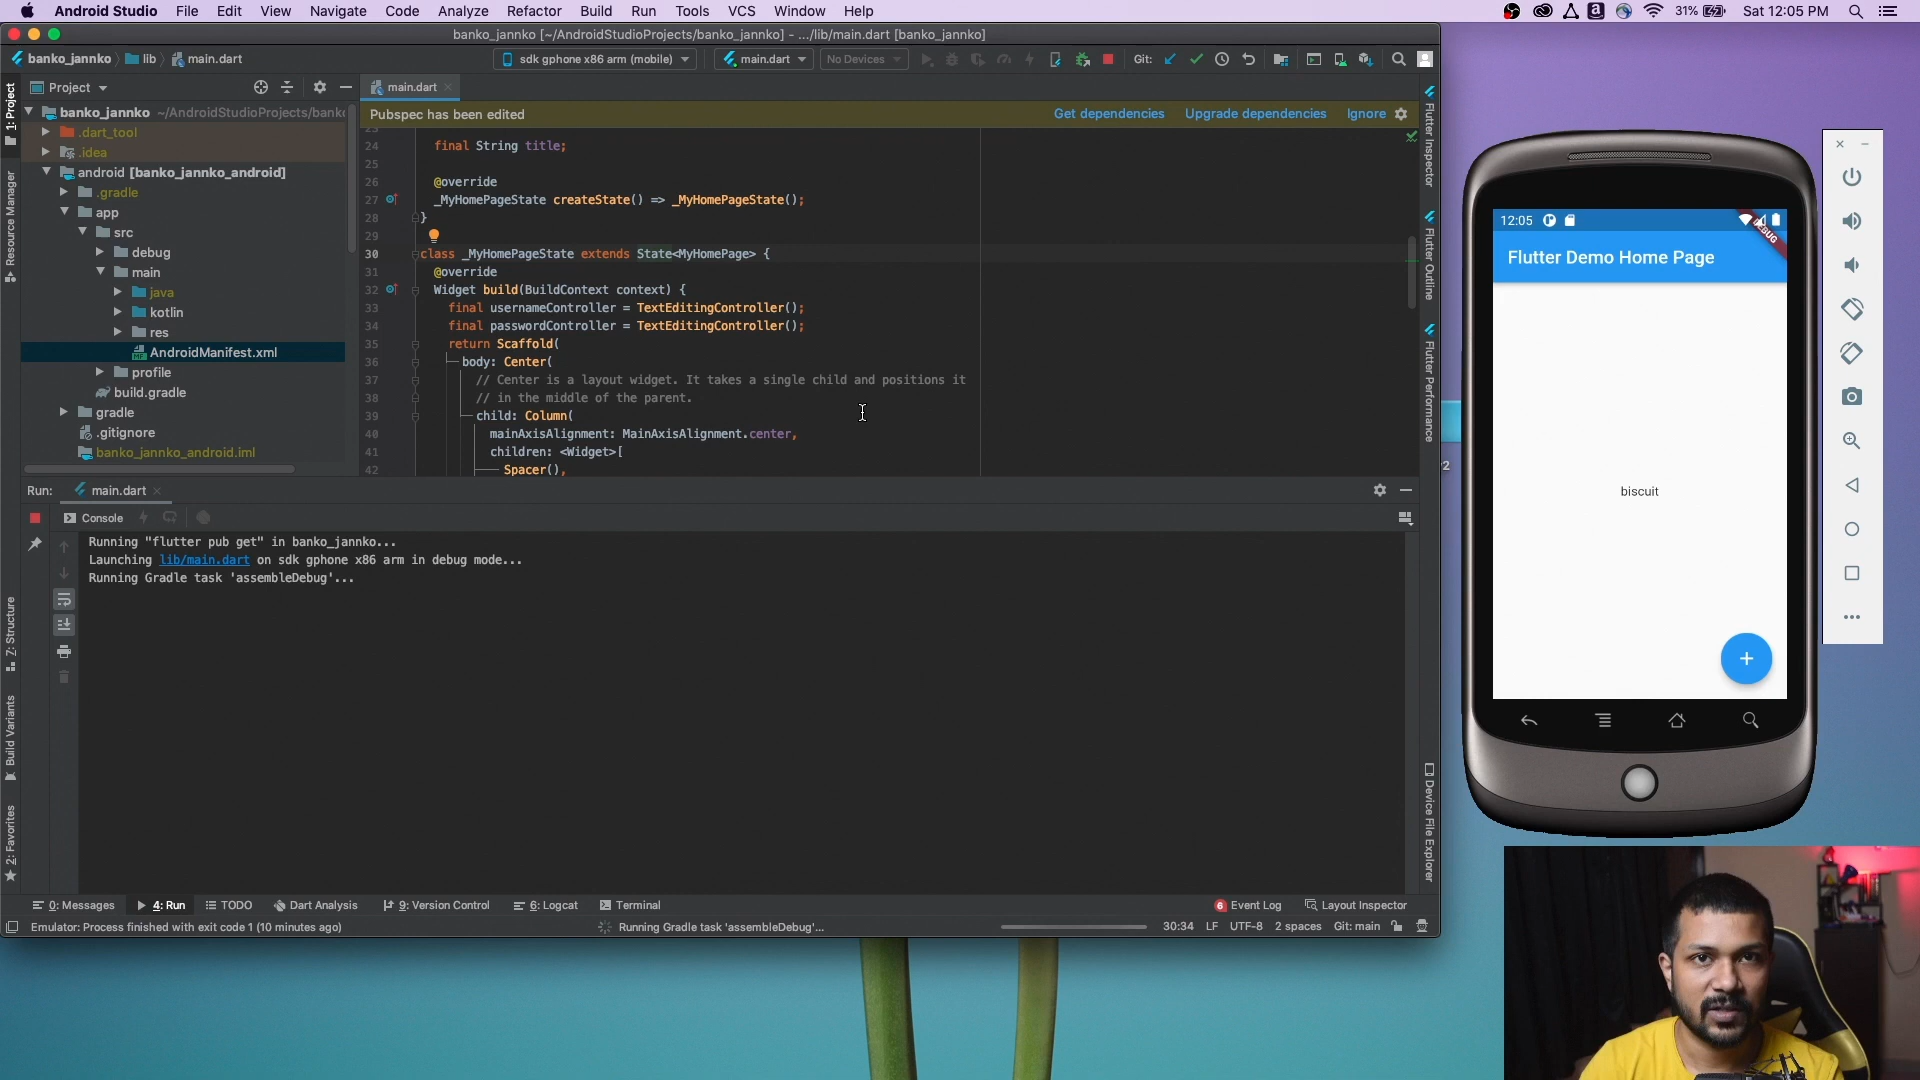 Android Studio File Edit View Navigate Code Analyze Refactor Build Run Tools VCS Window Help 31% Sat 12:05 PM
banko_jannko [~/AndroidStudioProjects/banko_jannko] - .../lib/main.dart [banko_jannko]
banko_jannko lib main.dart sdk gphone x86 arm (mobile) main.dart No Devices Git:
Project main.dart
banko_jannko ~/AndroidStudioProjects/bank
.dart_tool
.idea
android [banko_jannko_android]
.gradle
app
src
debug
main
java
kotlin
res
AndroidManifest.xml
profile
build.gradle
gradle
.gitignore
banko_jannko_android.iml
1: Project
Resource Manager
Z: Structure
Build Variants
2: Favorites
Pubspec has been edited Get dependencies Upgrade dependencies Ignore
24 final String title;
25
26 @override
27 _MyHomePageState createState() => _MyHomePageState();
28 }
29
30 class _MyHomePageState extends State<MyHomePage> {
31 @override
32 Widget build(BuildContext context) {
33 final usernameController = TextEditingController();
34 final passwordController = TextEditingController();
35 return Scaffold(
36 body: Center(
37 // Center is a layout widget. It takes a single child and positions it
38 // in the middle of the parent.
39 child: Column(
40 mainAxisAlignment: MainAxisAlignment.center,
41 children: <Widget>[
42 Spacer(),
Flutter Inspector
Flutter Outline
Flutter Performance
Device File Explorer
Run: main.dart
Console
Running "flutter pub get" in banko_jannko...
Launching lib/main.dart on sdk gphone x86 arm in debug mode...
Running Gradle task 'assembleDebug'...
0: Messages 4: Run TODO Dart Analysis 9: Version Control 6: Logcat Terminal 6 Event Log Layout Inspector
Emulator: Process finished with exit code 1 (10 minutes ago) Running Gradle task 'assembleDebug'... 30:34 LF UTF-8 2 spaces Git: main
12:05
DEBUG
Flutter Demo Home Page
biscuit